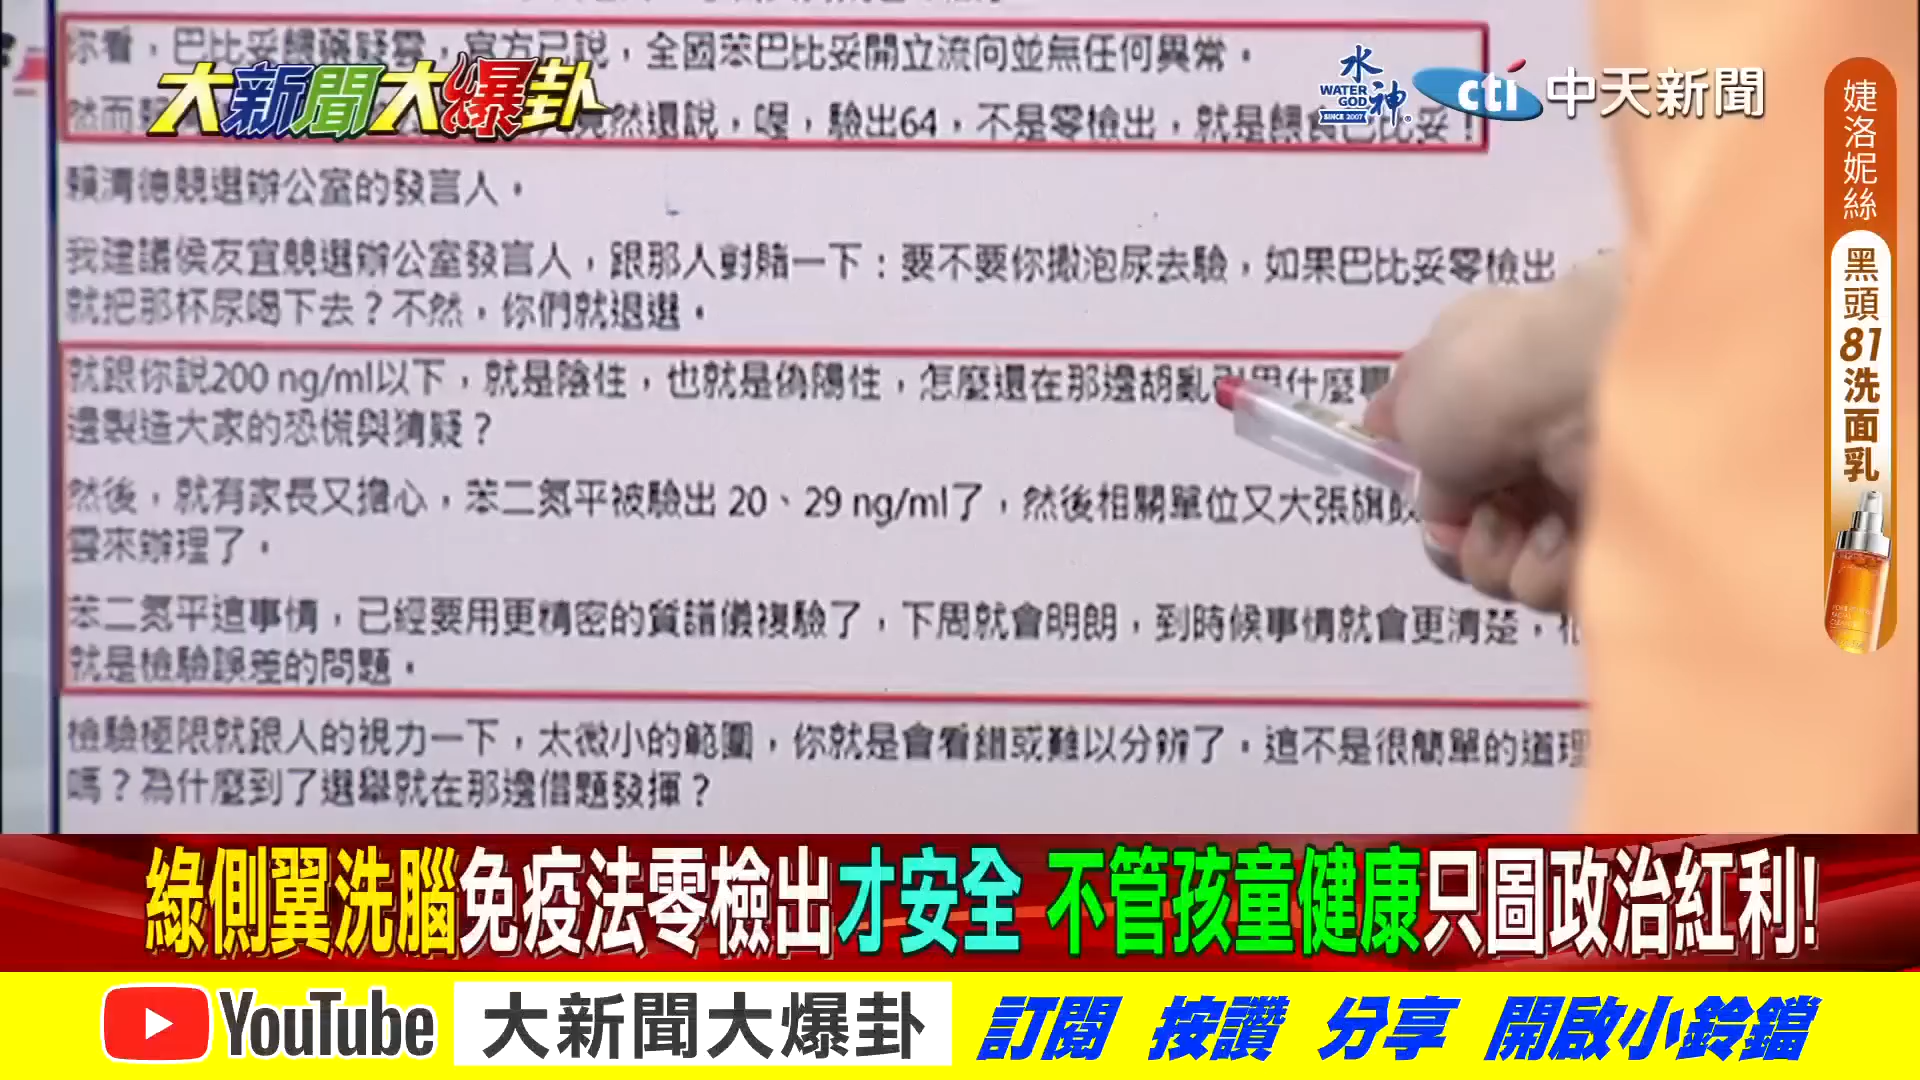 你看，巴比妥餵藥疑雲，官方已說，全國苯巴比妥開立流向並無任何異常。
然而賴 竟然還說，喔，驗出64，不是零檢出，就是餵食巴比妥！
大新聞大爆卦
水神
WATER GOD
SINCE 2007
cti 中天新聞
賴清德競選辦公室的發言人。
我建議侯友宜競選辦公室發言人，跟那人對賭一下：要不要你撒泡尿去驗，如果巴比妥零檢出，
就把那杯尿喝下去？不然，你們就退選。
就跟你說200 ng/ml以下，就是陰性，也就是偽陽性，怎麼還在那邊胡亂引用什麼
邊製造大家的恐慌與猜疑？
然後，就有家長又擔心，苯二氮平被驗出 20、29 ng/ml了，然後相關單位又大張旗鼓
雲來辦理了。
苯二氮平這事情，已經要用更精密的質譜儀複驗了，下周就會明朗，到時候事情就會更清楚，
就是檢驗誤差的問題。
檢驗極限就跟人的視力一下，太微小的範圍，你就是會看錯或難以分辨了。這不是很簡單的道理
嗎？為什麼到了選舉就在那邊借題發揮？
婕洛妮絲
黑頭81洗面乳
綠側翼洗腦免疫法零檢出才安全 不管孩童健康只圖政治紅利!
YouTube 大新聞大爆卦 訂閱 按讚 分享 開啟小鈴鐺